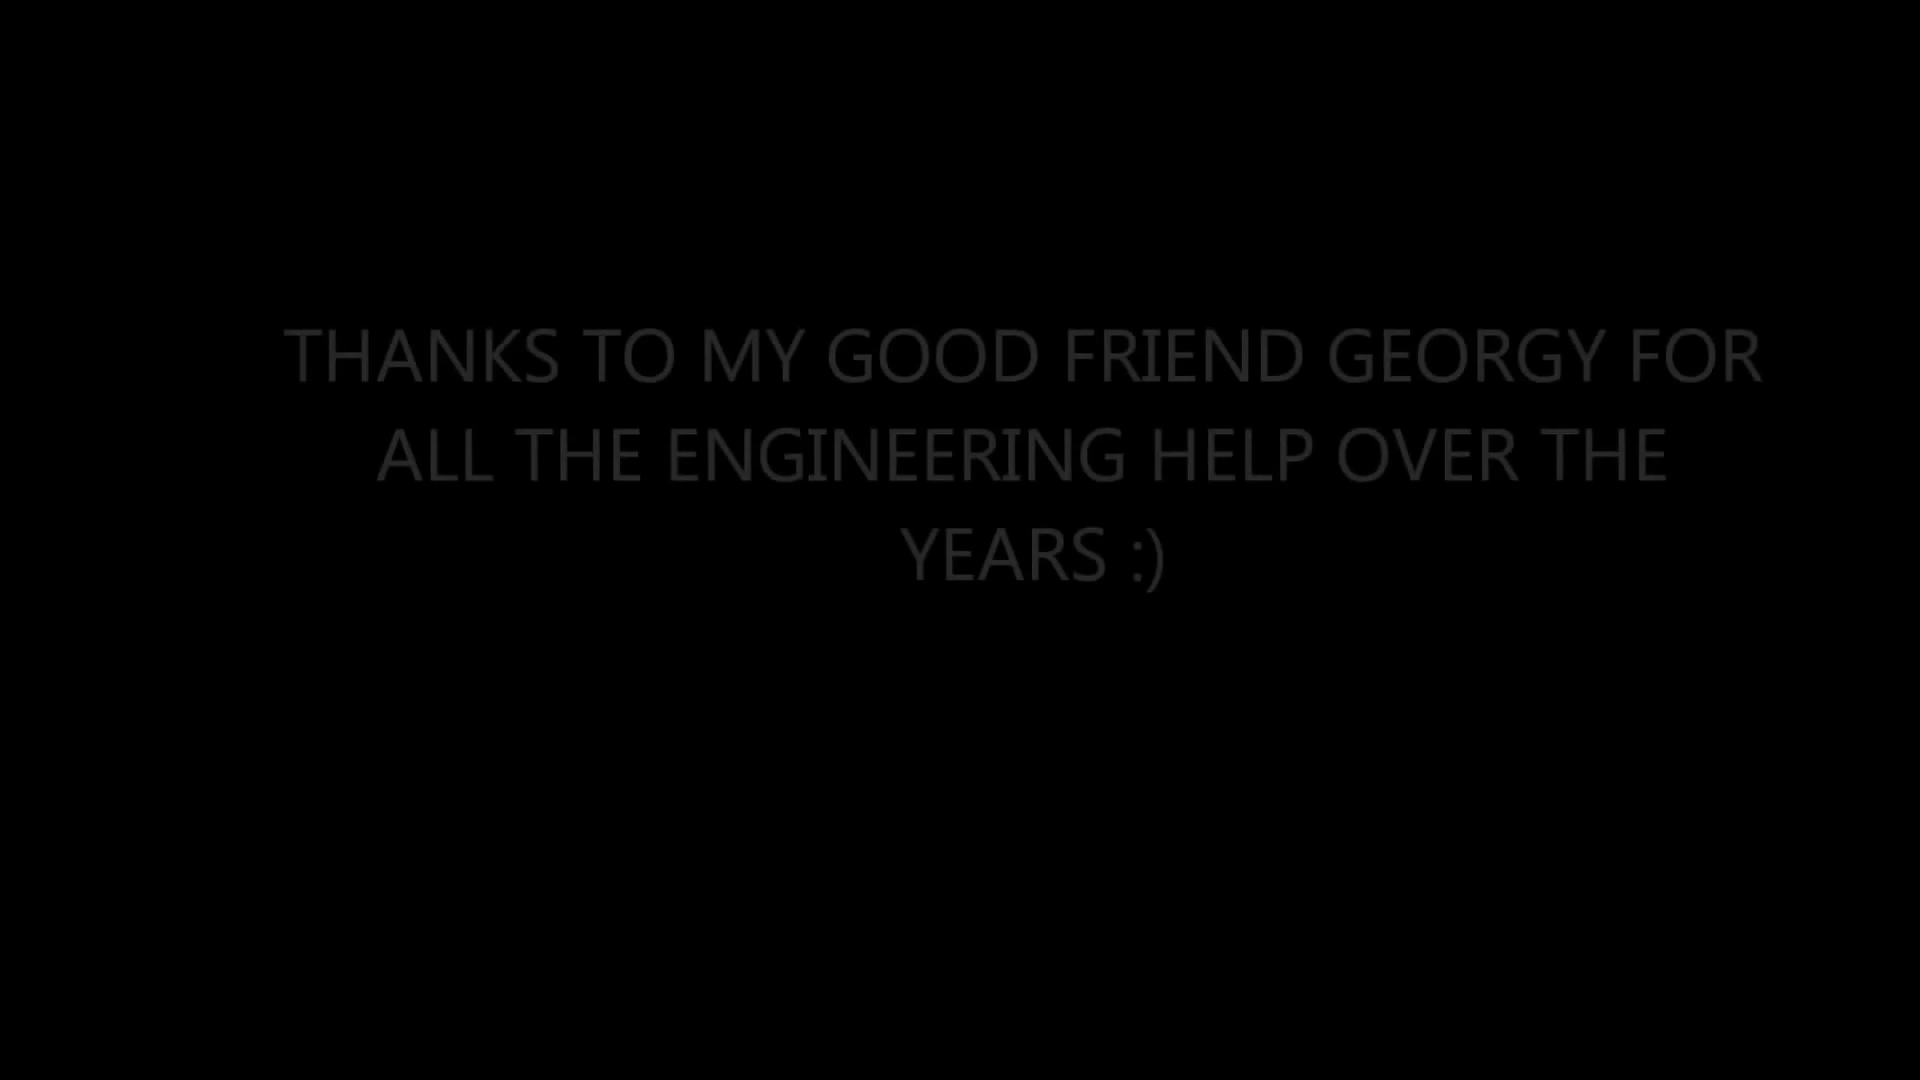 THANKS TO MY GOOD FRIEND GEORGY FOR
ALL THE ENGINEERING HELP OVER THE
YEARS :)